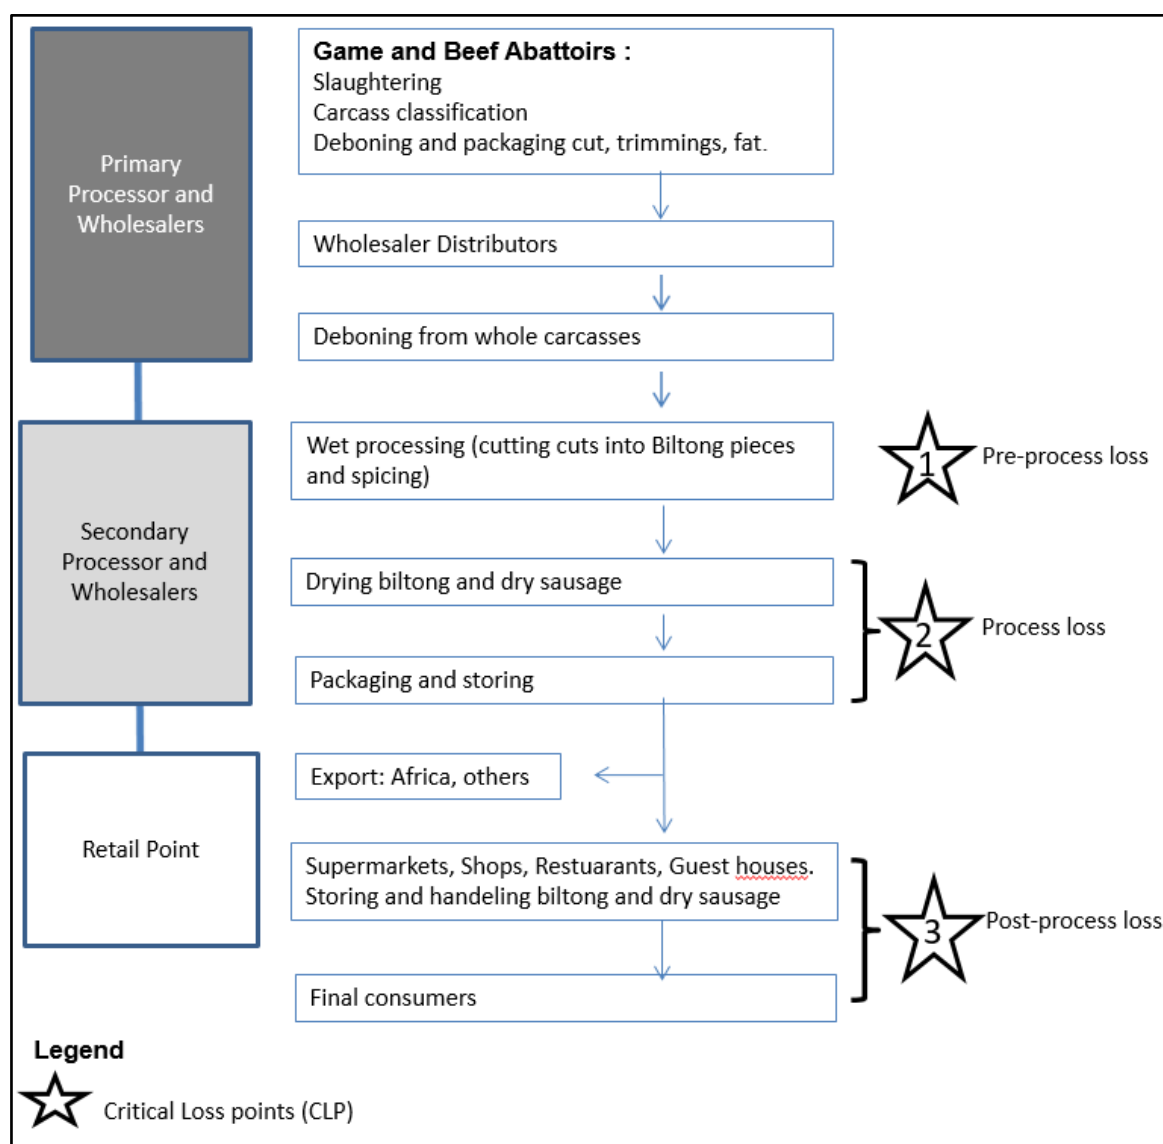 Primary
Processor and
Wholesalers
Game and Beef Abattoirs :
Slaughtering
Carcass classification
Deboning and packaging cut, trimmings, fat.
Wholesaler Distributors
Deboning from whole carcasses
Secondary
Processor and
Wholesalers
Wet processing (cutting cuts into Biltong pieces
and spicing)
1
Pre-process loss
Drying biltong and dry sausage
2
Process loss
Packaging and storing
Retail Point
Export: Africa, others
Supermarkets, Shops, Restuarants, Guest houses.
Storing and handeling biltong and dry sausage
3
Post-process loss
Final consumers
Legend
Critical Loss points (CLP)